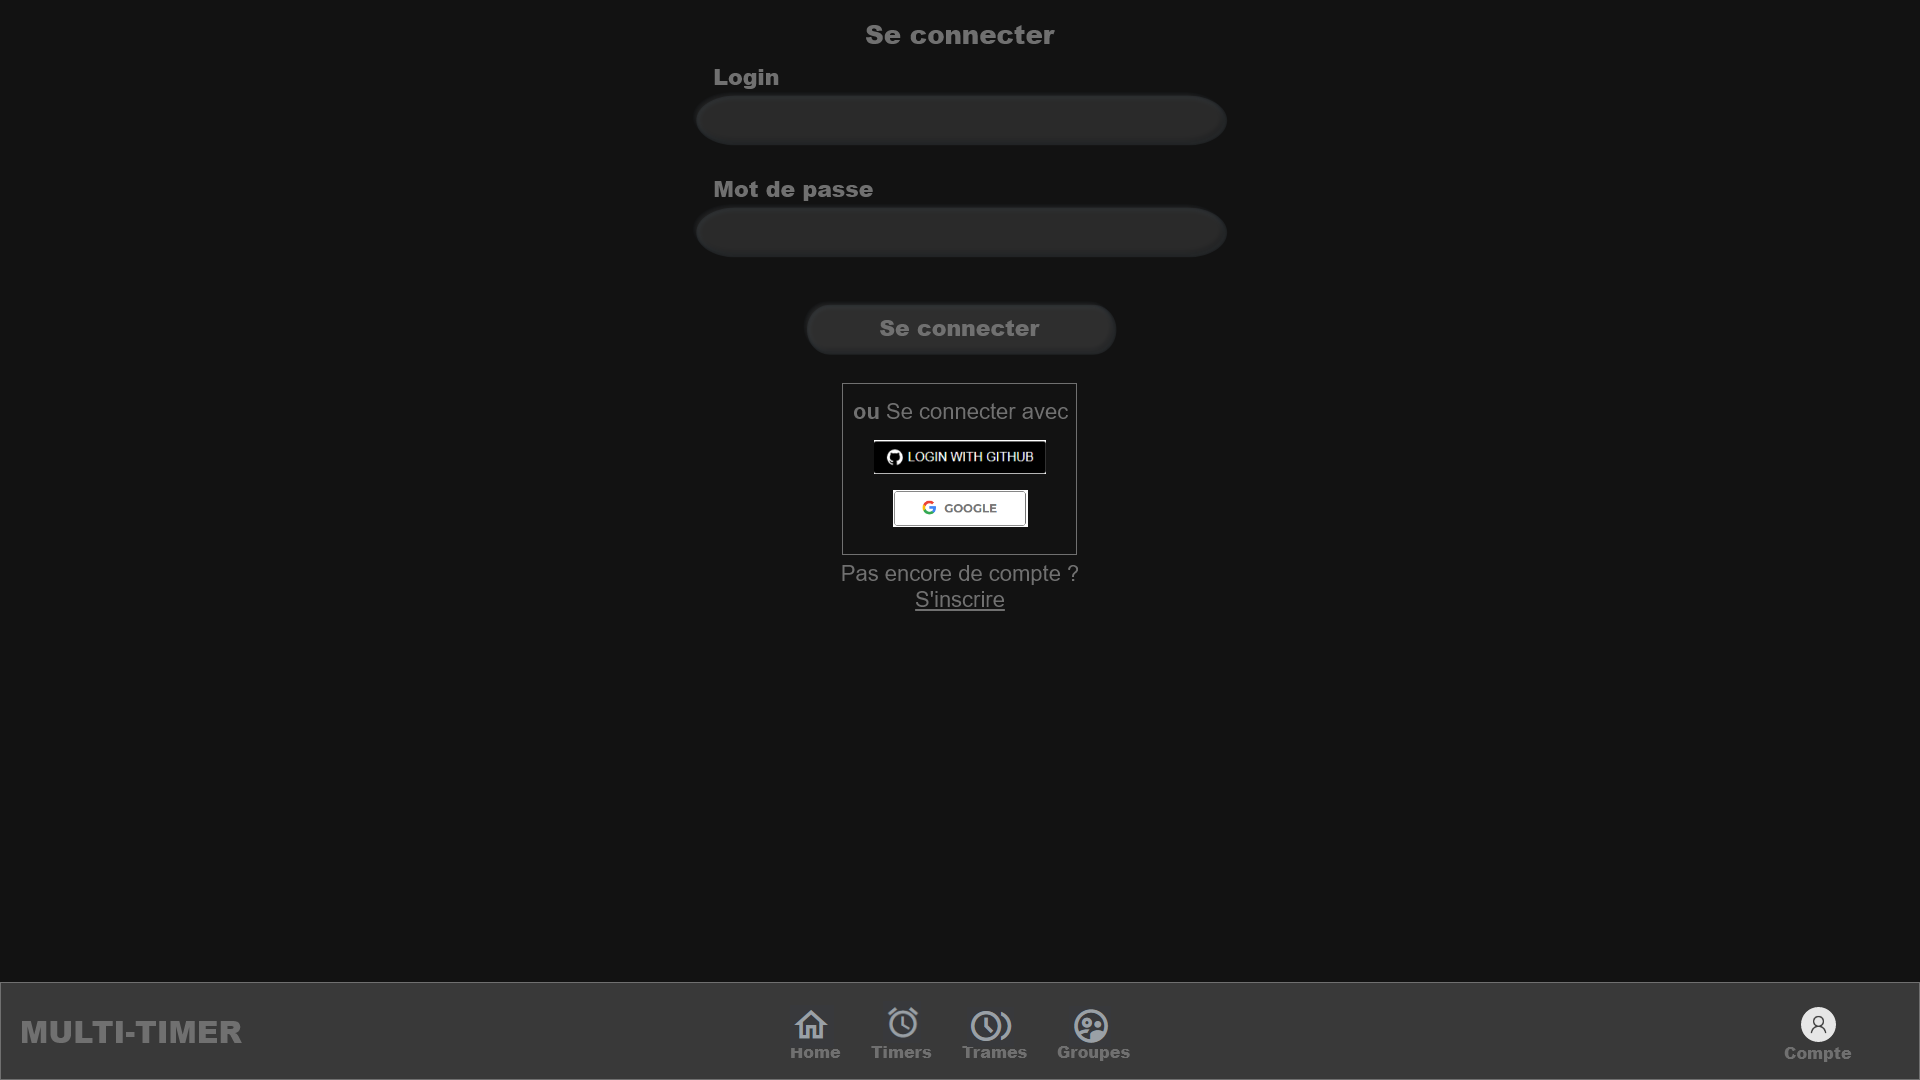 Se connecter
Login
Mot de passe
Se connecter
ou Se connecter avec
LOGIN WITH GITHUB
GOOGLE
Pas encore de compte ?
S'inscrire
MULTI-TIMER
Home
Timers
Trames
Groupes
Compte